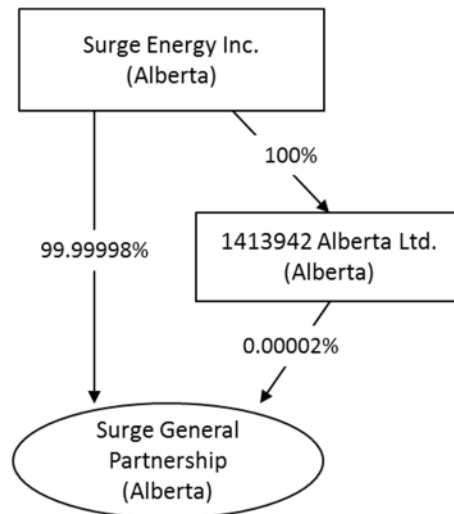 Surge Energy Inc.
(Alberta)
100%
99.99998%
1413942 Alberta Ltd.
(Alberta)
0.00002%
Surge General
Partnership
(Alberta)